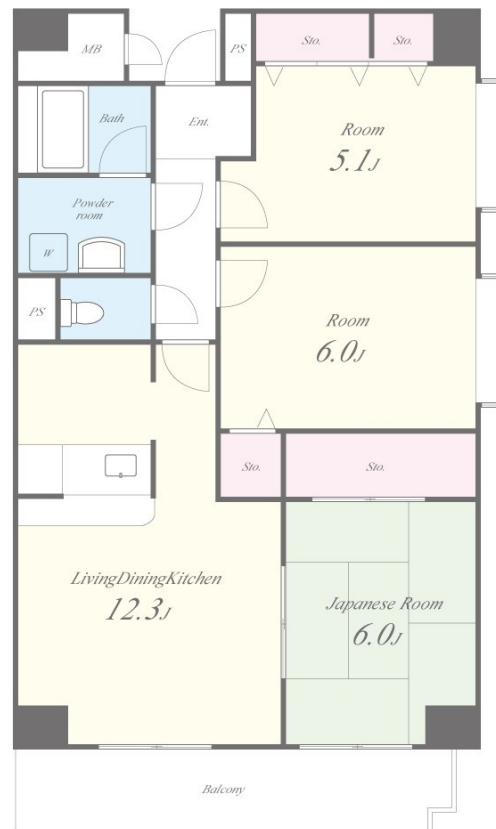 MB
PS
Sto.
Sto.
Bath
Ent.
Room
5.1J
Powder
room
W
PS
Room
6.0J
Sto.
Sto.
LivingDiningKitchen
12.3J
Japanese Room
6.0J
Balcony